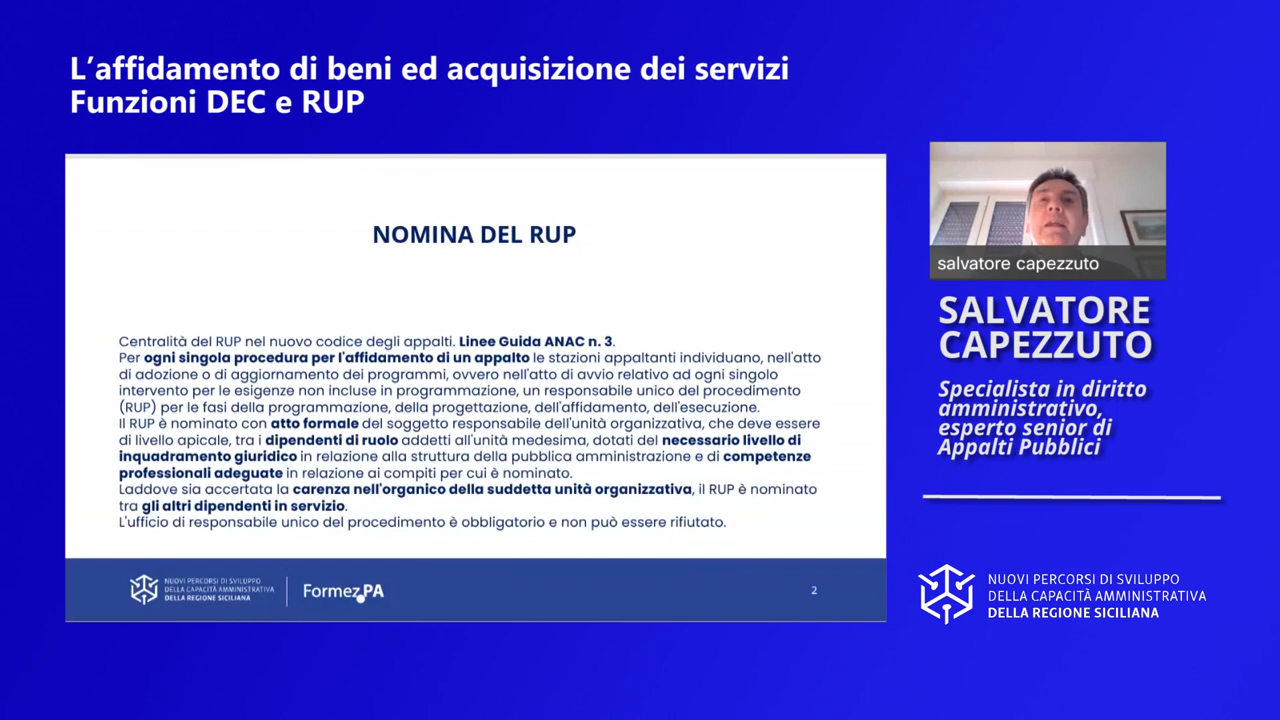 L'affidamento di beni ed acquisizione dei servizi
Funzioni DEC e RUP
NOMINA DEL RUP
Centralità del RUP nel nuovo codice degli appalti. Linee Guida ANAC n. 3.
Per ogni singola procedura per l'affidamento di un appalto le stazioni appaltanti individuano, nell'atto
di adozione o di aggiornamento dei programmi, ovvero nell'atto di avvio relativo ad ogni singolo
intervento per le esigenze non incluse in programmazione, un responsabile unico del procedimento
(RUP) per le fasi della programmazione, della progettazione, dell'affidamento, dell'esecuzione.
Il RUP è nominato con atto formale del soggetto responsabile dell'unità organizzativa, che deve essere
di livello apicale, tra i dipendenti di ruolo addetti all'unità medesima, dotati del necessario livello di
inquadramento giuridico in relazione alla struttura della pubblica amministrazione e di competenze
professionali adeguate in relazione ai compiti per cui è nominato.
Laddove sia accertata la carenza nell'organico della suddetta unità organizzativa, il RUP è nominato
tra gli altri dipendenti in servizio.
L'ufficio di responsabile unico del procedimento è obbligatorio e non può essere rifiutato.
NUOVI PERCORSI DI SVILUPPO
DELLA CAPACITÀ AMMINISTRATIVA
DELLA REGIONE SICILIANA
Formez PA
2
salvatore capezzuto
SALVATORE
CAPEZZUTO
Specialista in diritto
amministrativo,
esperto senior di
Appalti Pubblici
NUOVI PERCORSI DI SVILUPPO
DELLA CAPACITÀ AMMINISTRATIVA
DELLA REGIONE SICILIANA